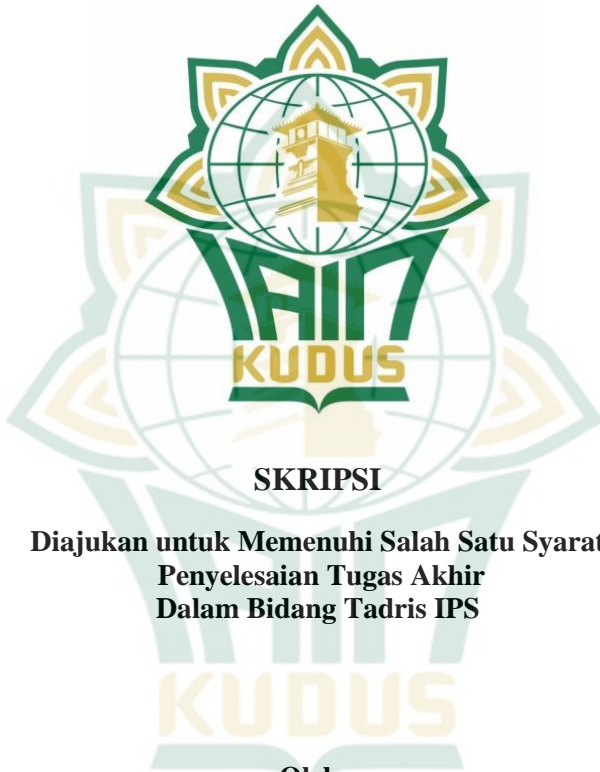 IAIN
KUDUS
SKRIPSI
Diajukan untuk Memenuhi Salah Satu Syarat
Penyelesaian Tugas Akhir
Dalam Bidang Tadris IPS
KUDUS